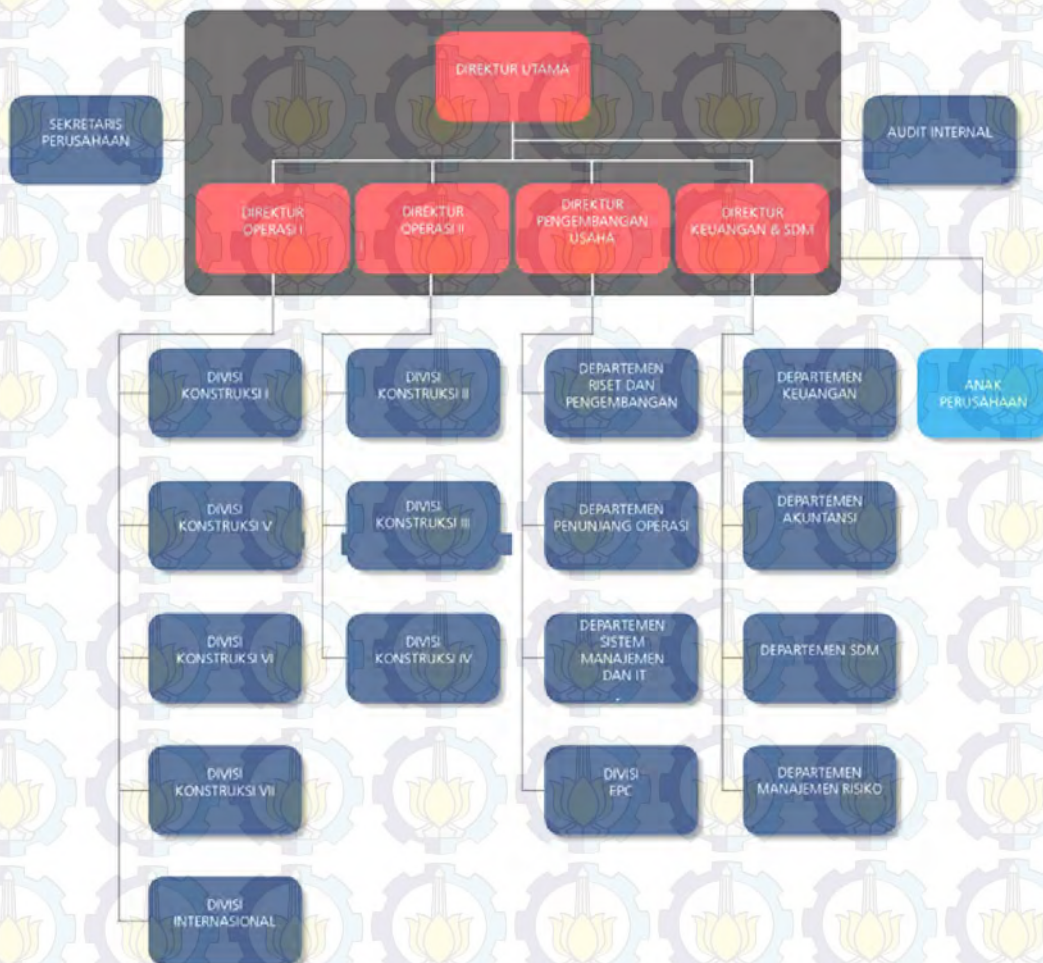 DIREKTUR UTAMA
SEKRETARIS
PERUSAHAAN
AUDIT INTERNAL
DIREKTUR
OPERASI I
DIREKTUR
OPERASI II
DIREKTUR
PENGEMBANGAN
USAHA
DIREKTUR
KEUANGAN & SDM
DIVISI
KONSTRUKSI I
DIVISI
KONSTRUKSI II
DEPARTEMEN
RISET DAN
PENGEMBANGAN
DEPARTEMEN
KEUANGAN
ANAK
PERUSAHAAN
DIVISI
KONSTRUKSI V
DIVISI
KONSTRUKSI III
DEPARTEMEN
PENUNJANG OPERASI
DEPARTEMEN
AKUNTANSI
DIVISI
KONSTRUKSI VI
DIVISI
KONSTRUKSI IV
DEPARTEMEN
SISTEM
MANAJEMEN
DAN IT
DEPARTEMEN SDM
DIVISI
KONSTRUKSI VII
DIVISI
EPC
DEPARTEMEN
MANAJEMEN RISIKO
DIVISI
INTERNASIONAL